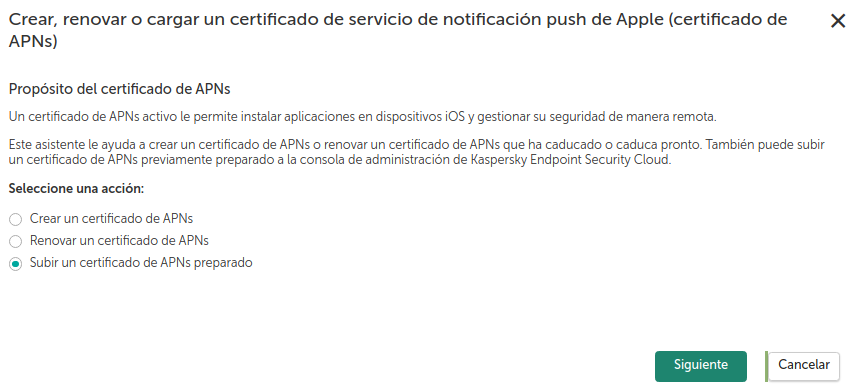 Crear, renovar o cargar un certificado de servicio de notificación push de Apple (certificado de
APNs)
Propósito del certificado de APNs
Un certificado de APNs activo le permite instalar aplicaciones en dispositivos iOS y gestionar su seguridad de manera remota.
Este asistente le ayuda a crear un certificado de APNs o renovar un certificado de APNs que ha caducado o caduca pronto. También puede subir
un certificado de APNs previamente preparado a la consola de administración de Kaspersky Endpoint Security Cloud.
Seleccione una acción:
Crear un certificado de APNs
Renovar un certificado de APNs
Subir un certificado de APNs preparado
Siguiente Cancelar